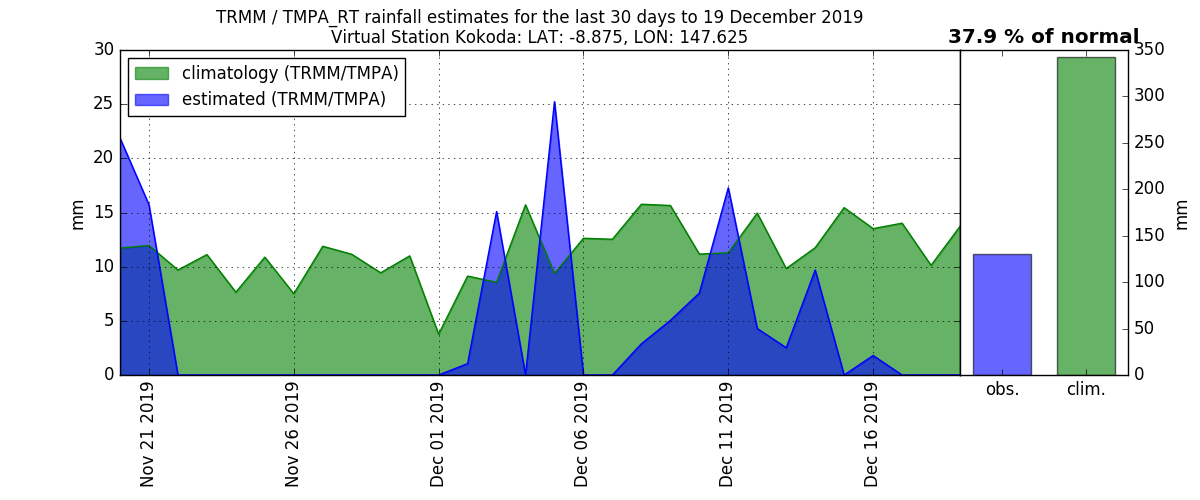 TRMM / TMPA_RT rainfall estimates for the last 30 days to 19 December 2019
Virtual Station Kokoda: LAT: -8.875, LON: 147.625
37.9 % of normal
climatology (TRMM/TMPA)
estimated (TRMM/TMPA)
30
25
20
15
10
5
0
mm
Nov 21 2019
Nov 26 2019
Dec 01 2019
Dec 06 2019
Dec 11 2019
Dec 16 2019
obs.
clim.
350
300
250
200
150
100
50
0
mm